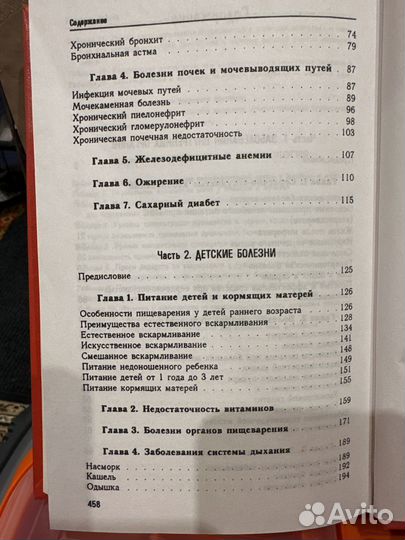 Содержание
Хронический бронхит 74
Бронхиальная астма 79
Глава 4. Болезни почек и мочевыводящих путей 87
Инфекция мочевых путей 87
Мочекаменная болезнь 89
Хронический пиелонефрит 96
Хронический гломерулонефрит 98
Хроническая почечная недостаточность 103
Глава 5. Железодефицитные анемии 107
Глава 6. Ожирение 110
Глава 7. Сахарный диабет 115
Часть 2. ДЕТСКИЕ БОЛЕЗНИ
Предисловие 125
Глава 1. Питание детей и кормящих матерей 126
Особенности пищеварения у детей раннего возраста 126
Преимущества естественного вскармливания 128
Естественное вскармливание 134
Искусственное вскармливание 141
Смешанное вскармливание 148
Питание недоношенного ребенка 149
Питание детей от 1 года до 3 лет 151
Питание кормящих матерей 155
Глава 2. Недостаточность витаминов 159
Глава 3. Болезни органов пищеварения 171
Глава 4. Заболевания системы дыхания 189
Насморк 189
Кашель 192
Одышка 194
458
Avito